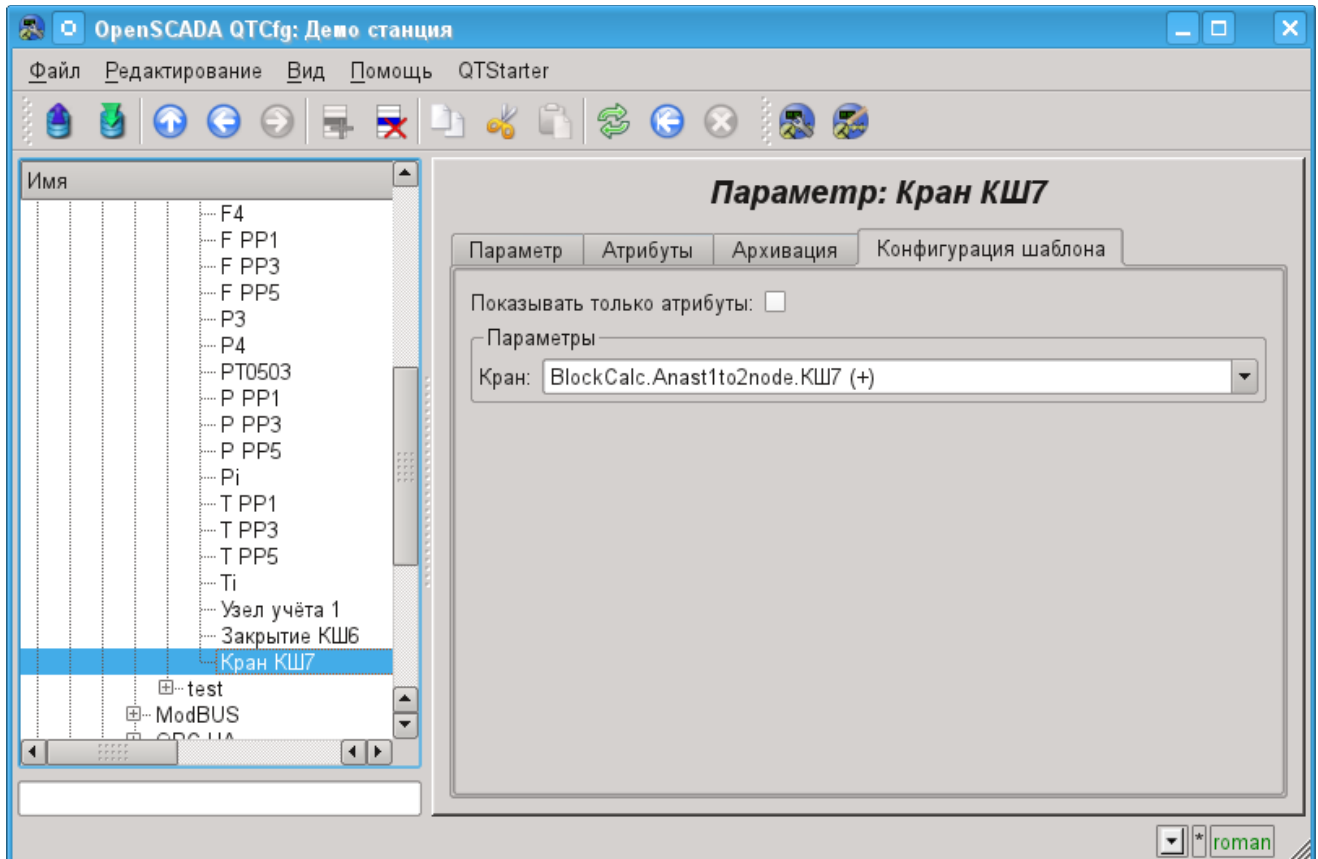 OpenSCADA QTCfg: Демо станция
Файл Редактирование Вид Помощь QTStarter
Имя
F4
F PP1
F PP3
F PP5
P3
P4
PT0503
P PP1
P PP3
P PP5
Pi
T PP1
T PP3
T PP5
Ti
Узел учёта 1
Закрытие КШ6
Кран КШ7
test
ModBUS
Параметр: Кран КШ7
Параметр Атрибуты Архивация Конфигурация шаблона
Показывать только атрибуты:
Параметры
Кран: BlockCalc.Anast1to2node.КШ7 (+)
* roman